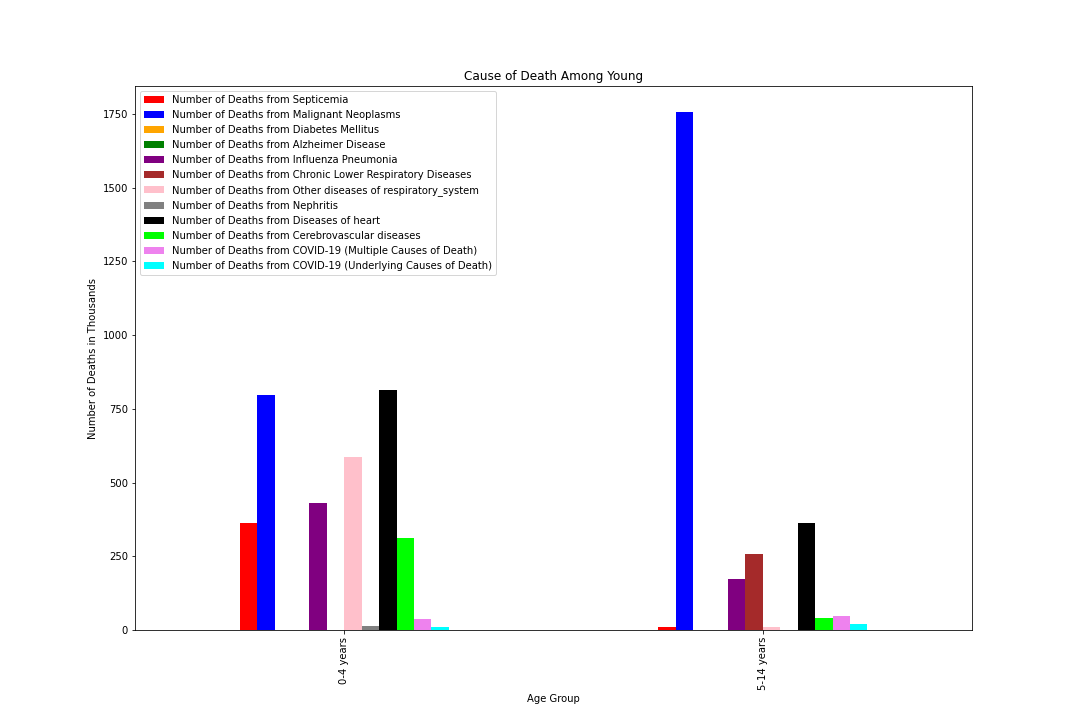 Cause of Death Among Young
Number of Deaths from Septicemia
Number of Deaths from Malignant Neoplasms
Number of Deaths from Diabetes Mellitus
Number of Deaths from Alzheimer Disease
Number of Deaths from Influenza Pneumonia
Number of Deaths from Chronic Lower Respiratory Diseases
Number of Deaths from Other diseases of respiratory_system
Number of Deaths from Nephritis
Number of Deaths from Diseases of heart
Number of Deaths from Cerebrovascular diseases
Number of Deaths from COVID-19 (Multiple Causes of Death)
Number of Deaths from COVID-19 (Underlying Causes of Death)
Number of Deaths in Thousands
1750
1500
1250
1000
750
500
250
0
0-4 years
5-14 years
Age Group